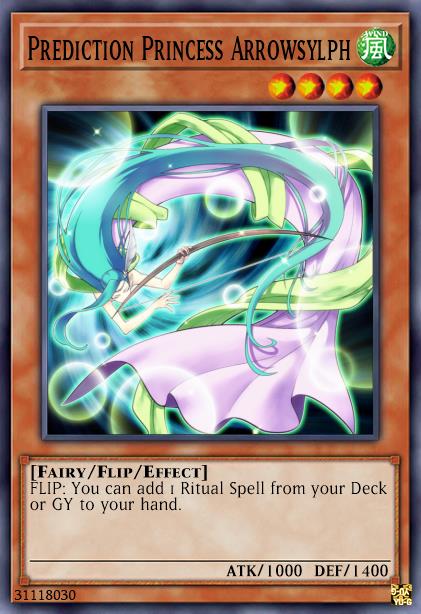 Prediction Princess Arrowsylph
WIND
風
[Fairy/Flip/Effect]
FLIP: You can add 1 Ritual Spell from your Deck
or GY to your hand.
ATK/1000 DEF/1400
31118030